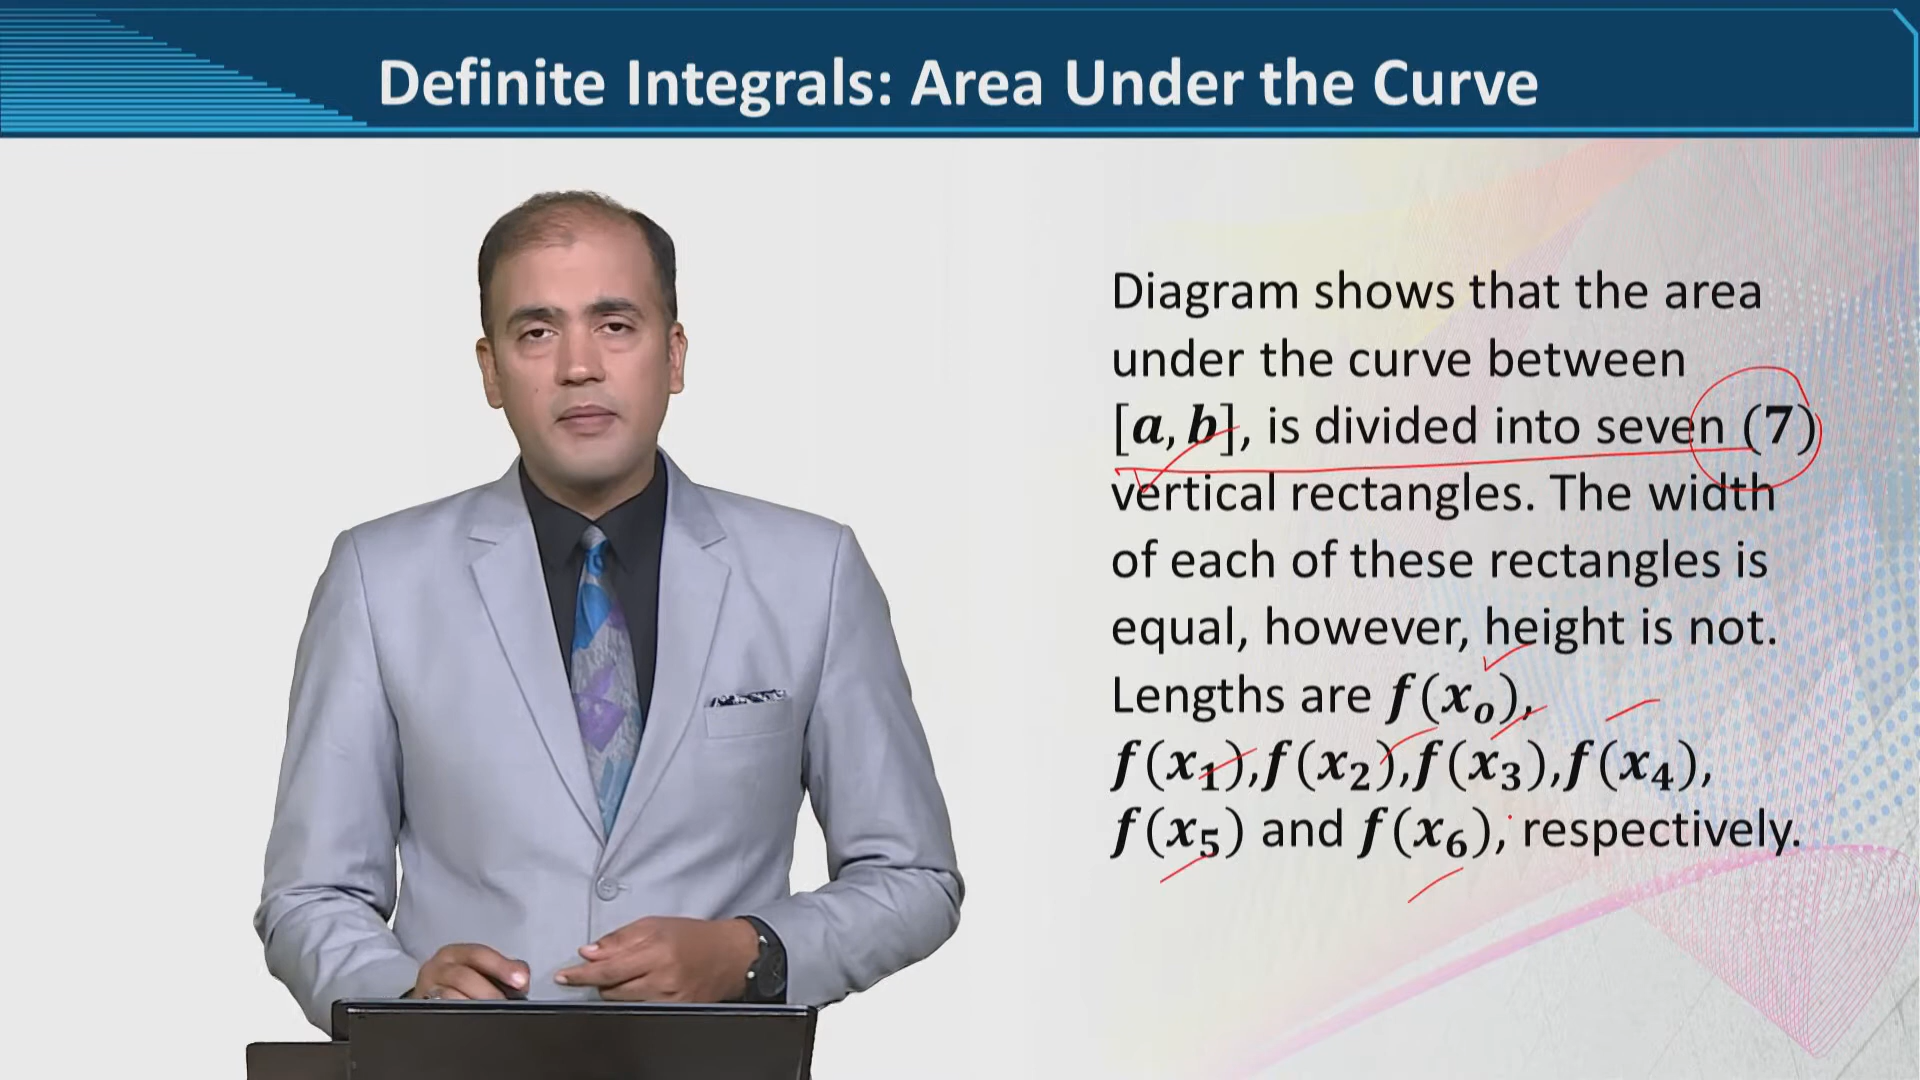 Definite Integrals: Area Under the Curve
Diagram shows that the area
under the curve between
[a, b], is divided into seven (7)
vertical rectangles. The width
of each of these rectangles is
equal, however, height is not.
Lengths are f(xₒ),
f(x₁),f(x₂),f(x₃),f(x₄),
f(x₅) and f(x₆), respectively.